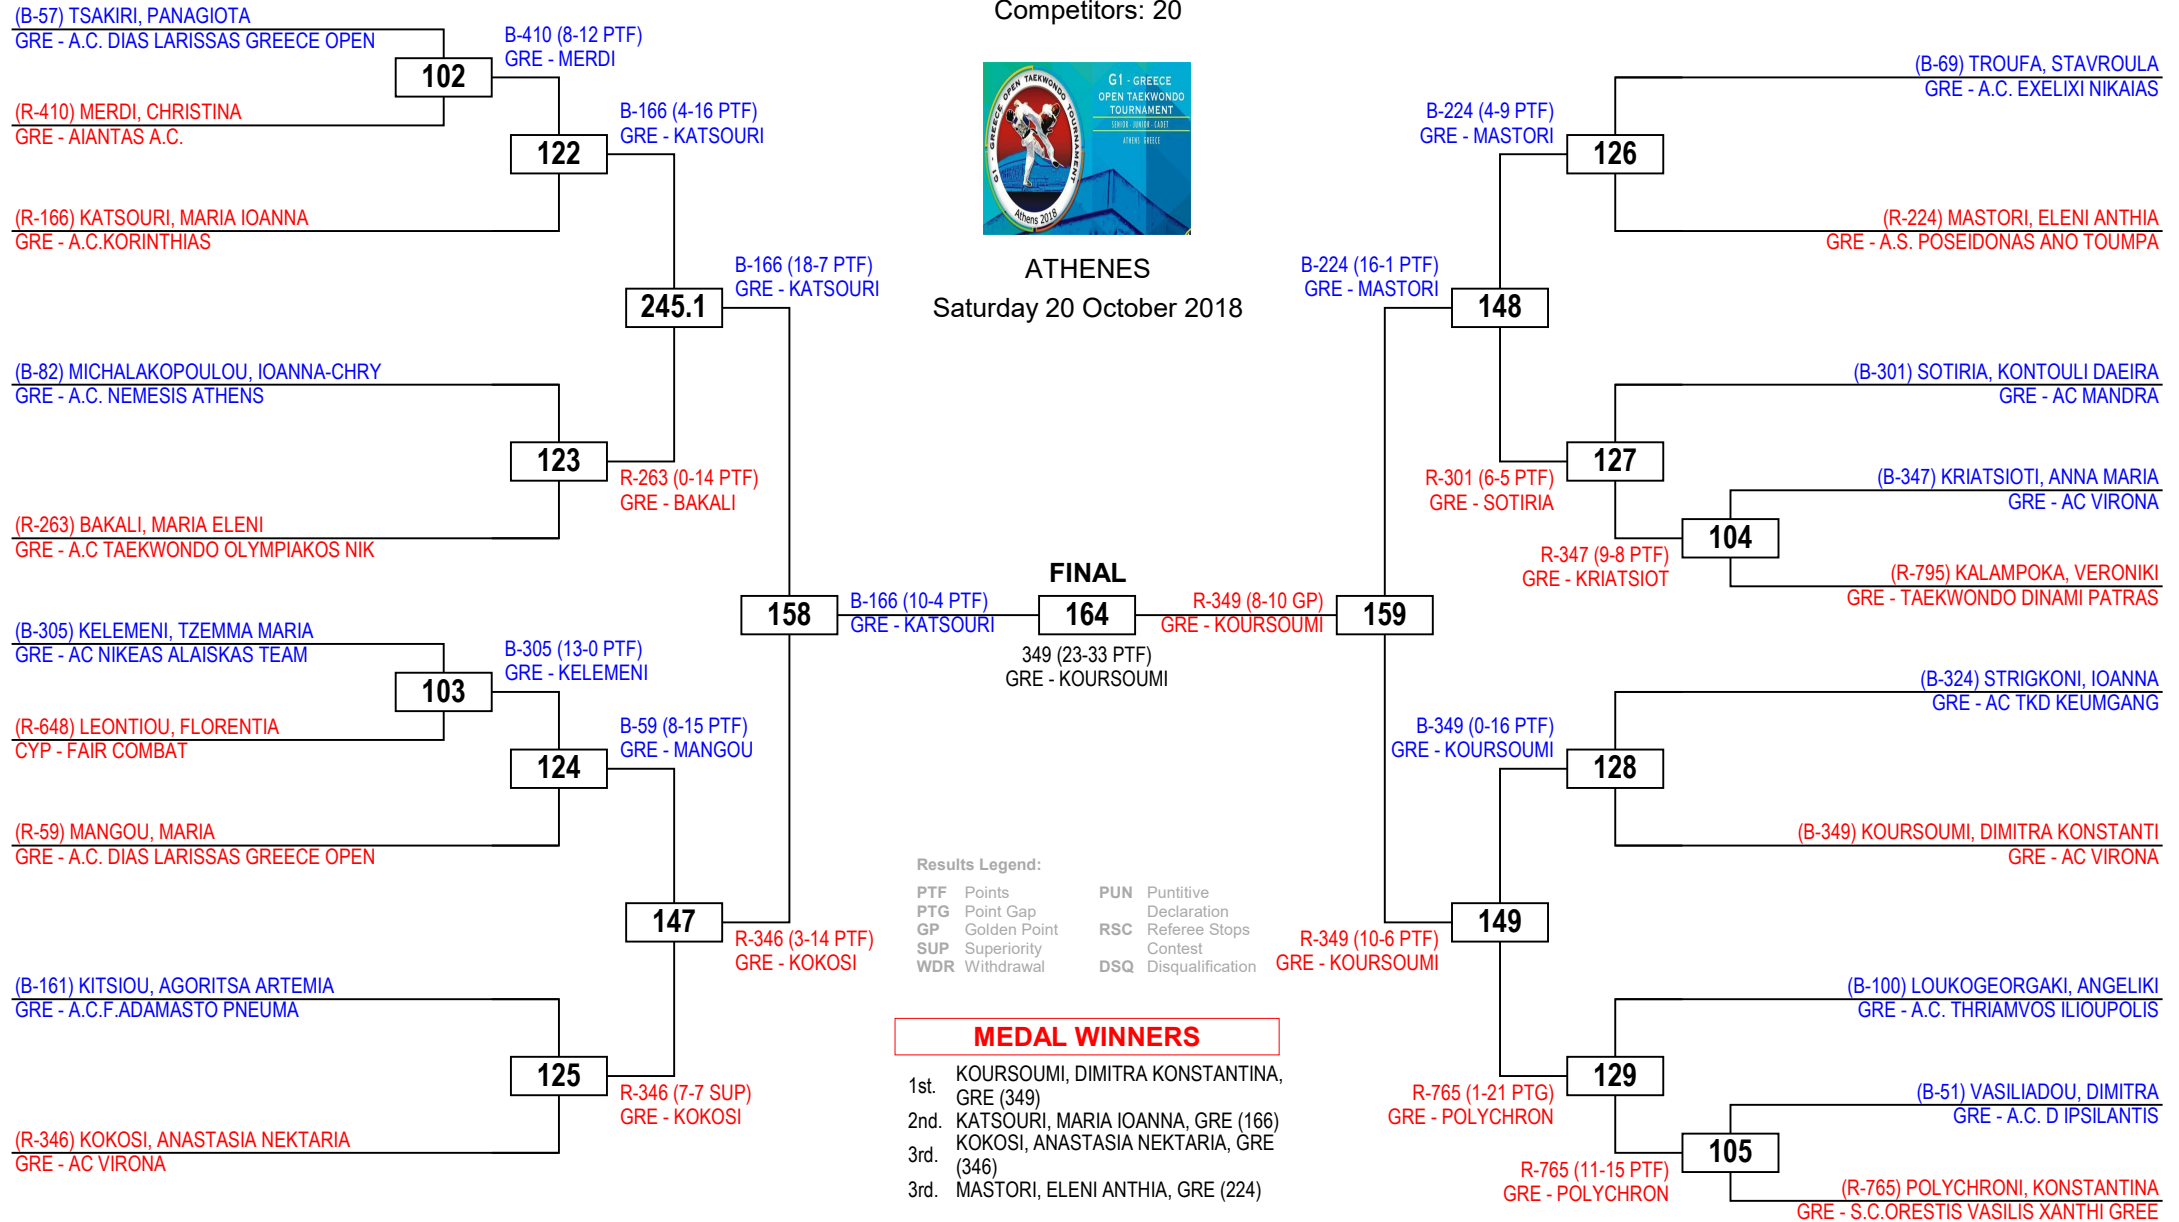 Competitors: 20
G1 - GREECE
OPEN TAEKWONDO
TOURNAMENT
SENIOR - JUNIOR - CADET
ATHENS GREECE
G1 - GREECE OPEN TAEKWONDO TOURNAMENT
Athens 2018
ATHENES
Saturday 20 October 2018
(B-57) TSAKIRI, PANAGIOTA
GRE - A.C. DIAS LARISSAS GREECE OPEN
102
(R-410) MERDI, CHRISTINA
GRE - AIANTAS A.C.
B-410 (8-12 PTF)
GRE - MERDI
122
(R-166) KATSOURI, MARIA IOANNA
GRE - A.C.KORINTHIAS
B-166 (4-16 PTF)
GRE - KATSOURI
245.1
B-166 (18-7 PTF)
GRE - KATSOURI
(B-82) MICHALAKOPOULOU, IOANNA-CHRY
GRE - A.C. NEMESIS ATHENS
123
(R-263) BAKALI, MARIA ELENI
GRE - A.C TAEKWONDO OLYMPIAKOS NIK
R-263 (0-14 PTF)
GRE - BAKALI
158
B-166 (10-4 PTF)
GRE - KATSOURI
(B-305) KELEMENI, TZEMMA MARIA
GRE - AC NIKEAS ALAISKAS TEAM
103
(R-648) LEONTIOU, FLORENTIA
CYP - FAIR COMBAT
B-305 (13-0 PTF)
GRE - KELEMENI
124
(R-59) MANGOU, MARIA
GRE - A.C. DIAS LARISSAS GREECE OPEN
B-59 (8-15 PTF)
GRE - MANGOU
147
R-346 (3-14 PTF)
GRE - KOKOSI
(B-161) KITSIOU, AGORITSA ARTEMIA
GRE - A.C.F.ADAMASTO PNEUMA
125
(R-346) KOKOSI, ANASTASIA NEKTARIA
GRE - AC VIRONA
R-346 (7-7 SUP)
GRE - KOKOSI
FINAL
164
349 (23-33 PTF)
GRE - KOURSOUMI
(B-69) TROUFA, STAVROULA
GRE - A.C. EXELIXI NIKAIAS
126
(R-224) MASTORI, ELENI ANTHIA
GRE - A.S. POSEIDONAS ANO TOUMPA
B-224 (4-9 PTF)
GRE - MASTORI
148
B-224 (16-1 PTF)
GRE - MASTORI
(B-301) SOTIRIA, KONTOULI DAEIRA
GRE - AC MANDRA
127
R-301 (6-5 PTF)
GRE - SOTIRIA
(B-347) KRIATSIOTI, ANNA MARIA
GRE - AC VIRONA
104
(R-795) KALAMPOKA, VERONIKI
GRE - TAEKWONDO DINAMI PATRAS
R-347 (9-8 PTF)
GRE - KRIATSIOT
159
R-349 (8-10 GP)
GRE - KOURSOUMI
(B-324) STRIGKONI, IOANNA
GRE - AC TKD KEUMGANG
128
(B-349) KOURSOUMI, DIMITRA KONSTANTI
GRE - AC VIRONA
B-349 (0-16 PTF)
GRE - KOURSOUMI
149
R-349 (10-6 PTF)
GRE - KOURSOUMI
(B-100) LOUKOGEORGAKI, ANGELIKI
GRE - A.C. THRIAMVOS ILIOUPOLIS
129
R-765 (1-21 PTG)
GRE - POLYCHRON
(B-51) VASILIADOU, DIMITRA
GRE - A.C. D IPSILANTIS
105
(R-765) POLYCHRONI, KONSTANTINA
GRE - S.C.ORESTIS VASILIS XANTHI GREE
R-765 (11-15 PTF)
GRE - POLYCHRON
Results Legend:
PTF Points
PTG Point Gap
GP Golden Point
SUP Superiority
WDR Withdrawal
PUN Puntitive
Declaration
RSC Referee Stops
Contest
DSQ Disqualification
MEDAL WINNERS
1st. KOURSOUMI, DIMITRA KONSTANTINA,
GRE (349)
2nd. KATSOURI, MARIA IOANNA, GRE (166)
3rd. KOKOSI, ANASTASIA NEKTARIA, GRE
(346)
3rd. MASTORI, ELENI ANTHIA, GRE (224)